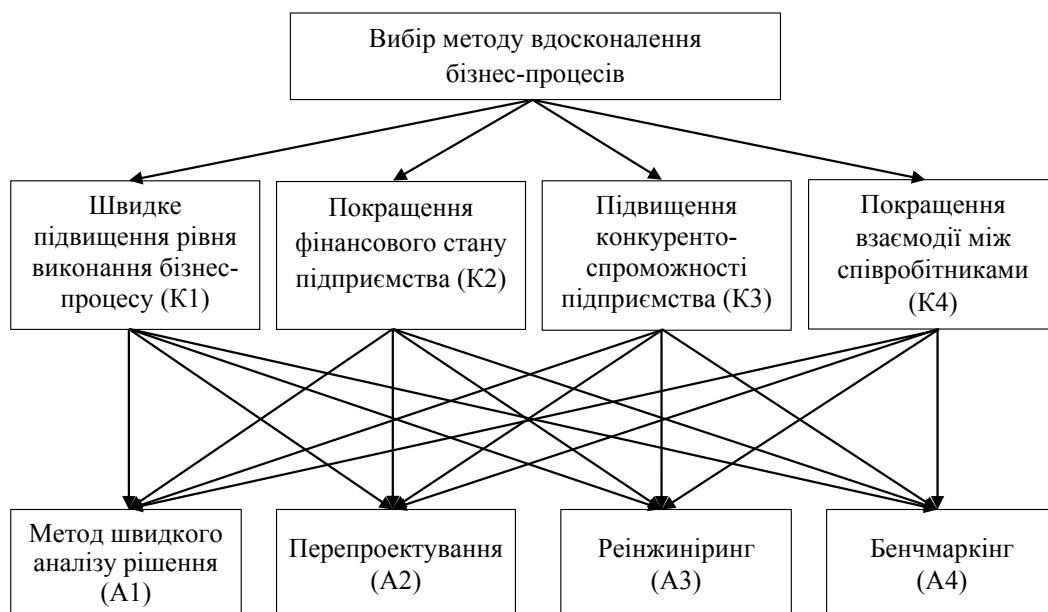 Вибір методу вдосконалення
бізнес-процесів
Швидке
підвищення рівня
виконання бізнес-
процесу (К1)
Покращення
фінансового стану
підприємства (К2)
Підвищення
конкуренто-
спроможності
підприємства (К3)
Покращення
взаємодії між
співробітниками
(К4)
Метод швидкого
аналізу рішення
(А1)
Перепроектування
(А2)
Реінжиніринг
(А3)
Бенчмаркінг
(А4)